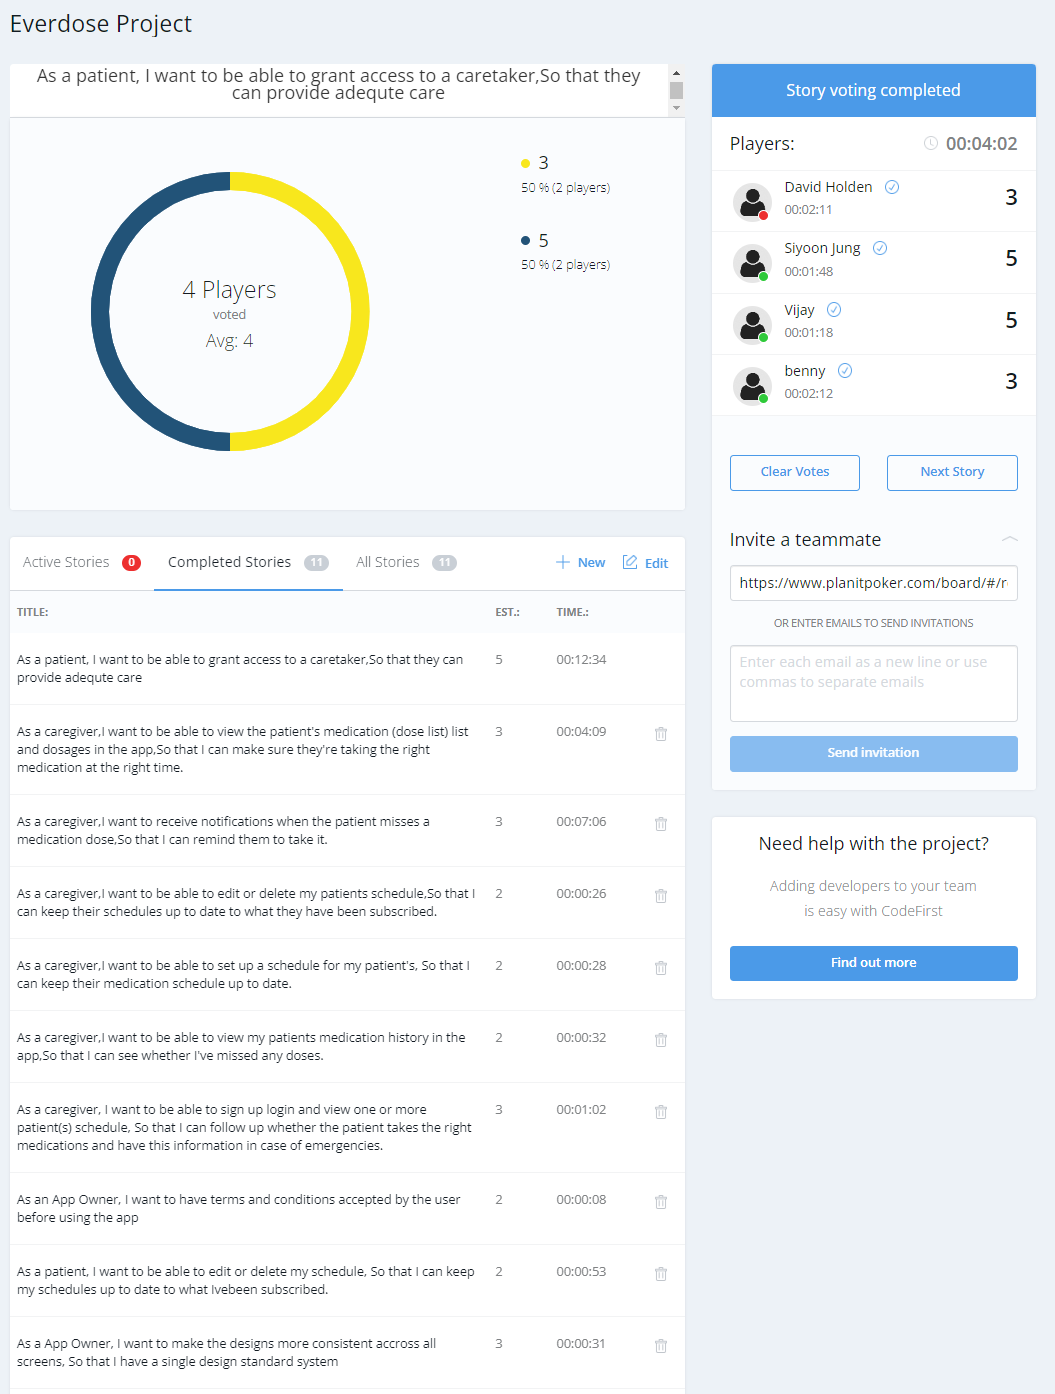 Everdose Project
As a patient, I want to be able to grant access to a caretaker,So that they
can provide adequte care
3
50 % (2 players)
5
50 % (2 players)
4 Players
voted
Avg: 4
Story voting completed
Players:
00:04:02
David Holden
00:02:11
3
Siyoon Jung
00:01:48
5
Vijay
00:01:18
5
benny
00:02:12
3
Clear Votes
Next Story
Invite a teammate
https://www.planitpoker.com/board/#/r
OR ENTER EMAILS TO SEND INVITATIONS
Enter each email as a new line or use
commas to separate emails
Send invitation
Need help with the project?
Adding developers to your team
is easy with CodeFirst
Find out more
Active Stories 0 Completed Stories 11 All Stories 11 New Edit
TITLE: EST.: TIME.:
As a patient, I want to be able to grant access to a caretaker,So that they can 5 00:12:34
provide adequte care
As a caregiver,I want to be able to view the patient's medication (dose list) list 3 00:04:09
and dosages in the app,So that I can make sure they're taking the right
medication at the right time.
As a caregiver,I want to receive notifications when the patient misses a 3 00:07:06
medication dose,So that I can remind them to take it.
As a caregiver,I want to be able to edit or delete my patients schedule,So that I 2 00:00:26
can keep their schedules up to date to what they have been subscribed.
As a caregiver,I want to be able to set up a schedule for my patient's, So that I 2 00:00:28
can keep their medication schedule up to date.
As a caregiver,I want to be able to view my patients medication history in the 2 00:00:32
app,So that I can see whether I've missed any doses.
As a caregiver, I want to be able to sign up login and view one or more 3 00:01:02
patient(s) schedule, So that I can follow up whether the patient takes the right
medications and have this information in case of emergencies.
As an App Owner, I want to have terms and conditions accepted by the user 2 00:00:08
before using the app
As a patient, I want to be able to edit or delete my schedule, So that I can keep 2 00:00:53
my schedules up to date to what Ivebeen subscribed.
As a App Owner, I want to make the designs more consistent accross all 3 00:00:31
screens, So that I have a single design standard system